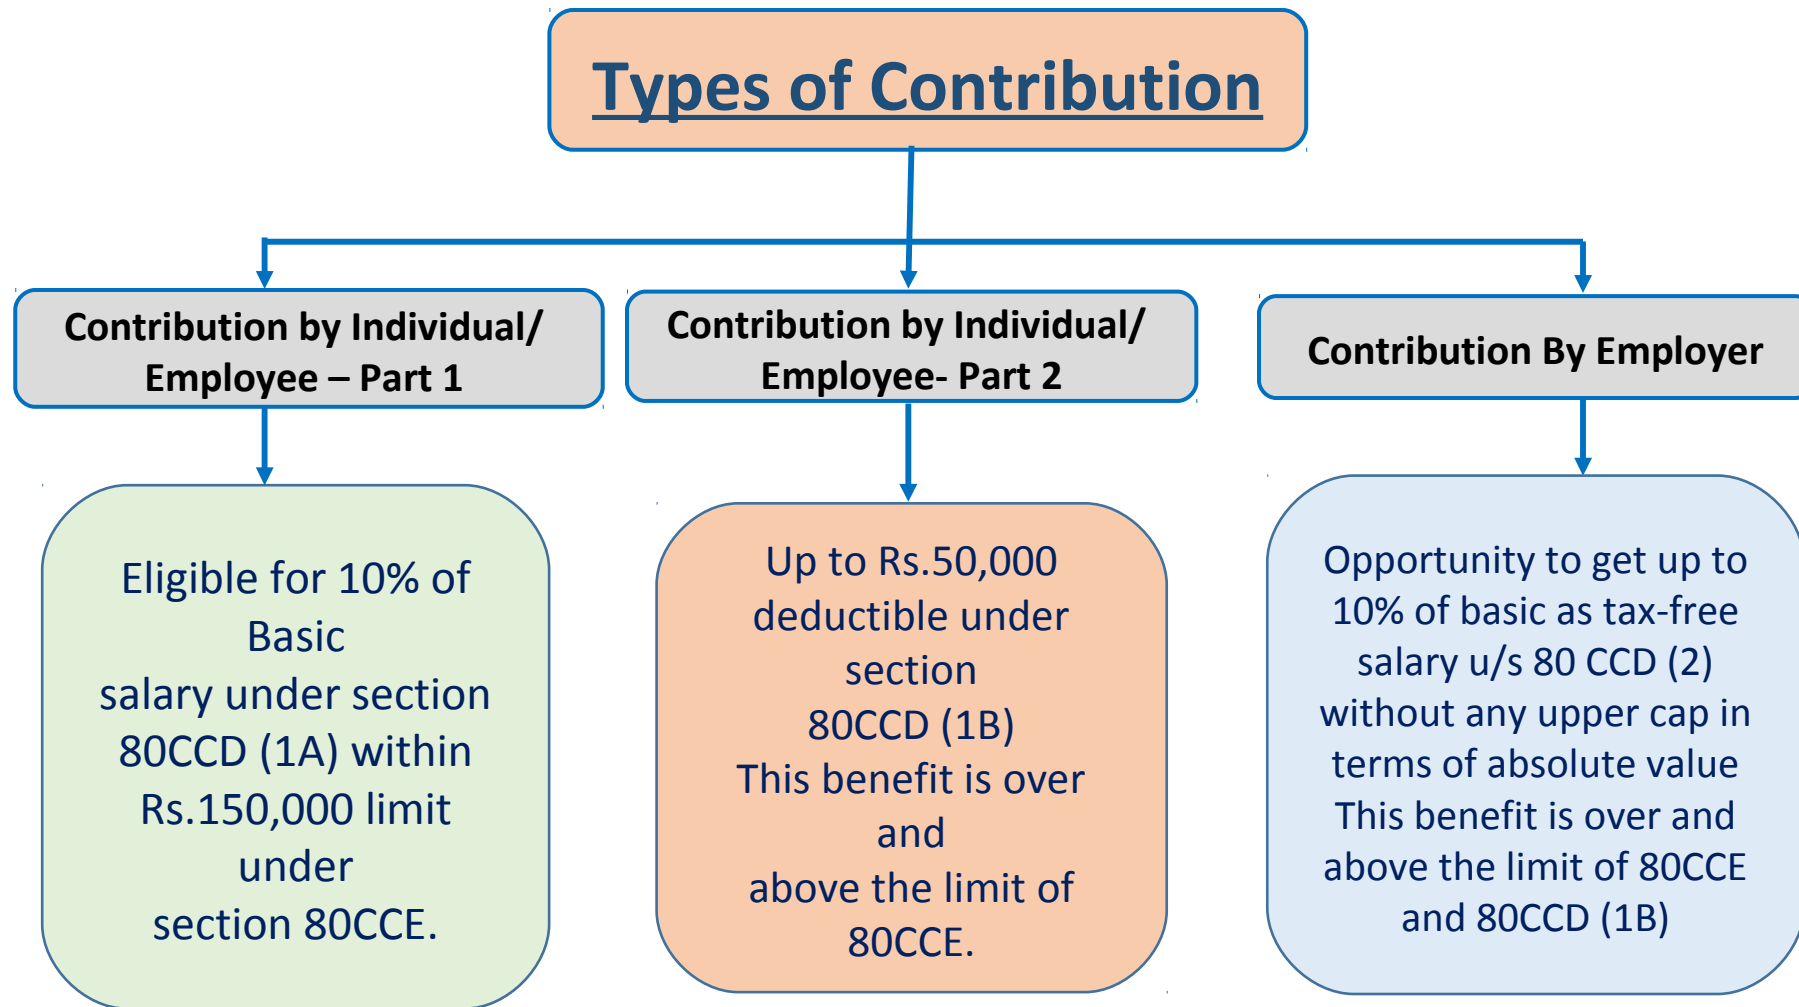 Types of Contribution
Contribution by Individual/
Employee – Part 1
Contribution by Individual/
Employee- Part 2
Contribution By Employer
Eligible for 10% of
Basic
salary under section
80CCD (1A) within
Rs.150,000 limit
under
section 80CCE.
Up to Rs.50,000
deductible under
section
80CCD (1B)
This benefit is over
and
above the limit of
80CCE.
Opportunity to get up to
10% of basic as tax-free
salary u/s 80 CCD (2)
without any upper cap in
terms of absolute value
This benefit is over and
above the limit of 80CCE
and 80CCD (1B)